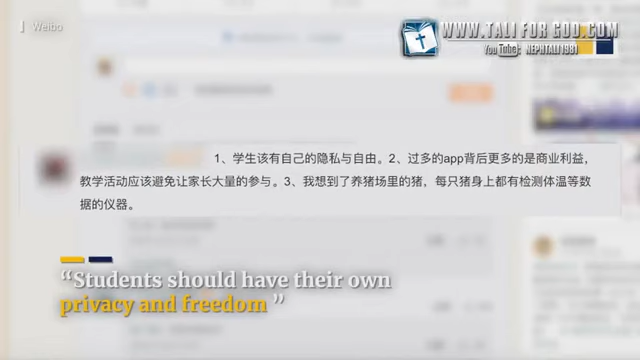 Weibo
WWW.TALI FOR GOD.COM
You Tube: NEPHTALI 1981
1、学生该有自己的隐私与自由。2、过多的app背后更多的是商业利益，
教学活动应该避免让家长大量的参与。3、我想到了养猪场里的猪，每只猪身上都有检测体温等数
据的仪器。
“Students should have their own
privacy and freedom ”